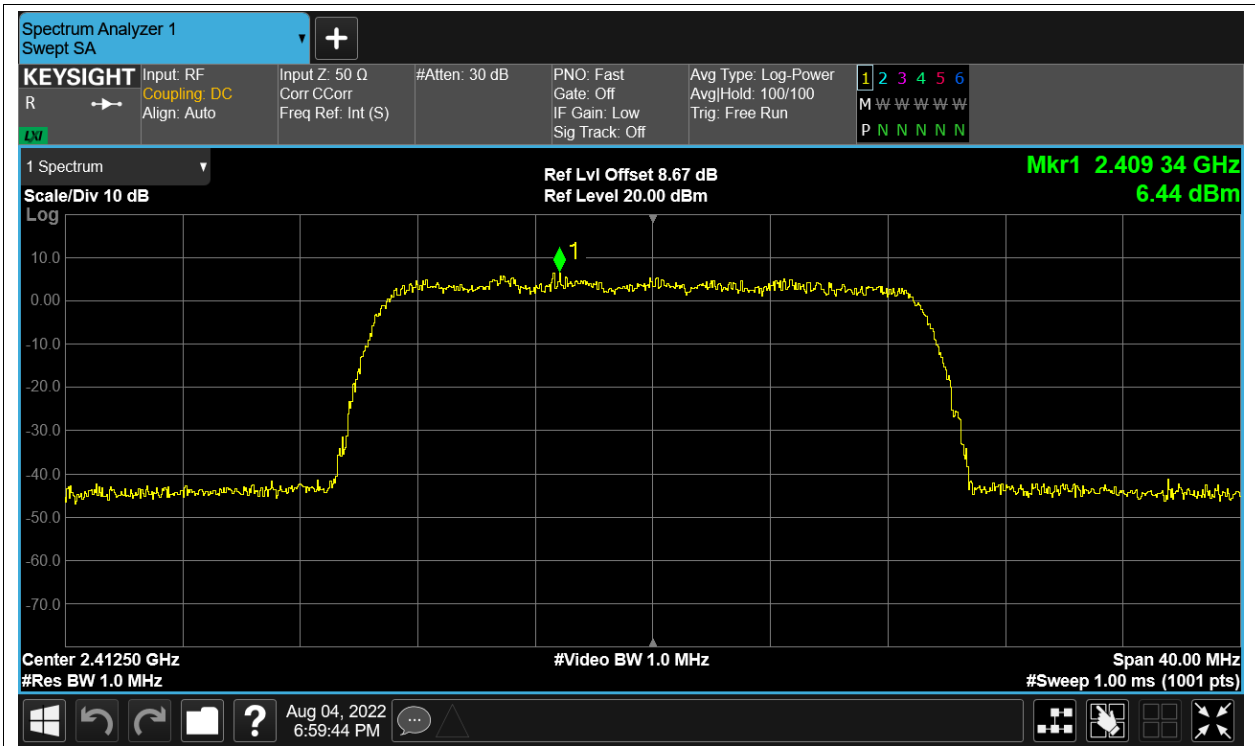 Spectrum Analyzer 1
Swept SA
KEYSIGHT
R
LXI
Input: RF
Coupling: DC
Align: Auto
Input Z: 50 Ω
Corr CCorr
Freq Ref: Int (S)
#Atten: 30 dB
PNO: Fast
Gate: Off
IF Gain: Low
Sig Track: Off
Avg Type: Log-Power
Avg|Hold: 100/100
Trig: Free Run
1 2 3 4 5 6
M W W W W W
P N N N N N
1 Spectrum
Scale/Div 10 dB
Log
Ref Lvl Offset 8.67 dB
Ref Level 20.00 dBm
Mkr1 2.409 34 GHz
6.44 dBm
1
10.0
0.00
-10.0
-20.0
-30.0
-40.0
-50.0
-60.0
-70.0
Center 2.41250 GHz
#Res BW 1.0 MHz
#Video BW 1.0 MHz
Span 40.00 MHz
#Sweep 1.00 ms (1001 pts)
?
Aug 04, 2022
6:59:44 PM